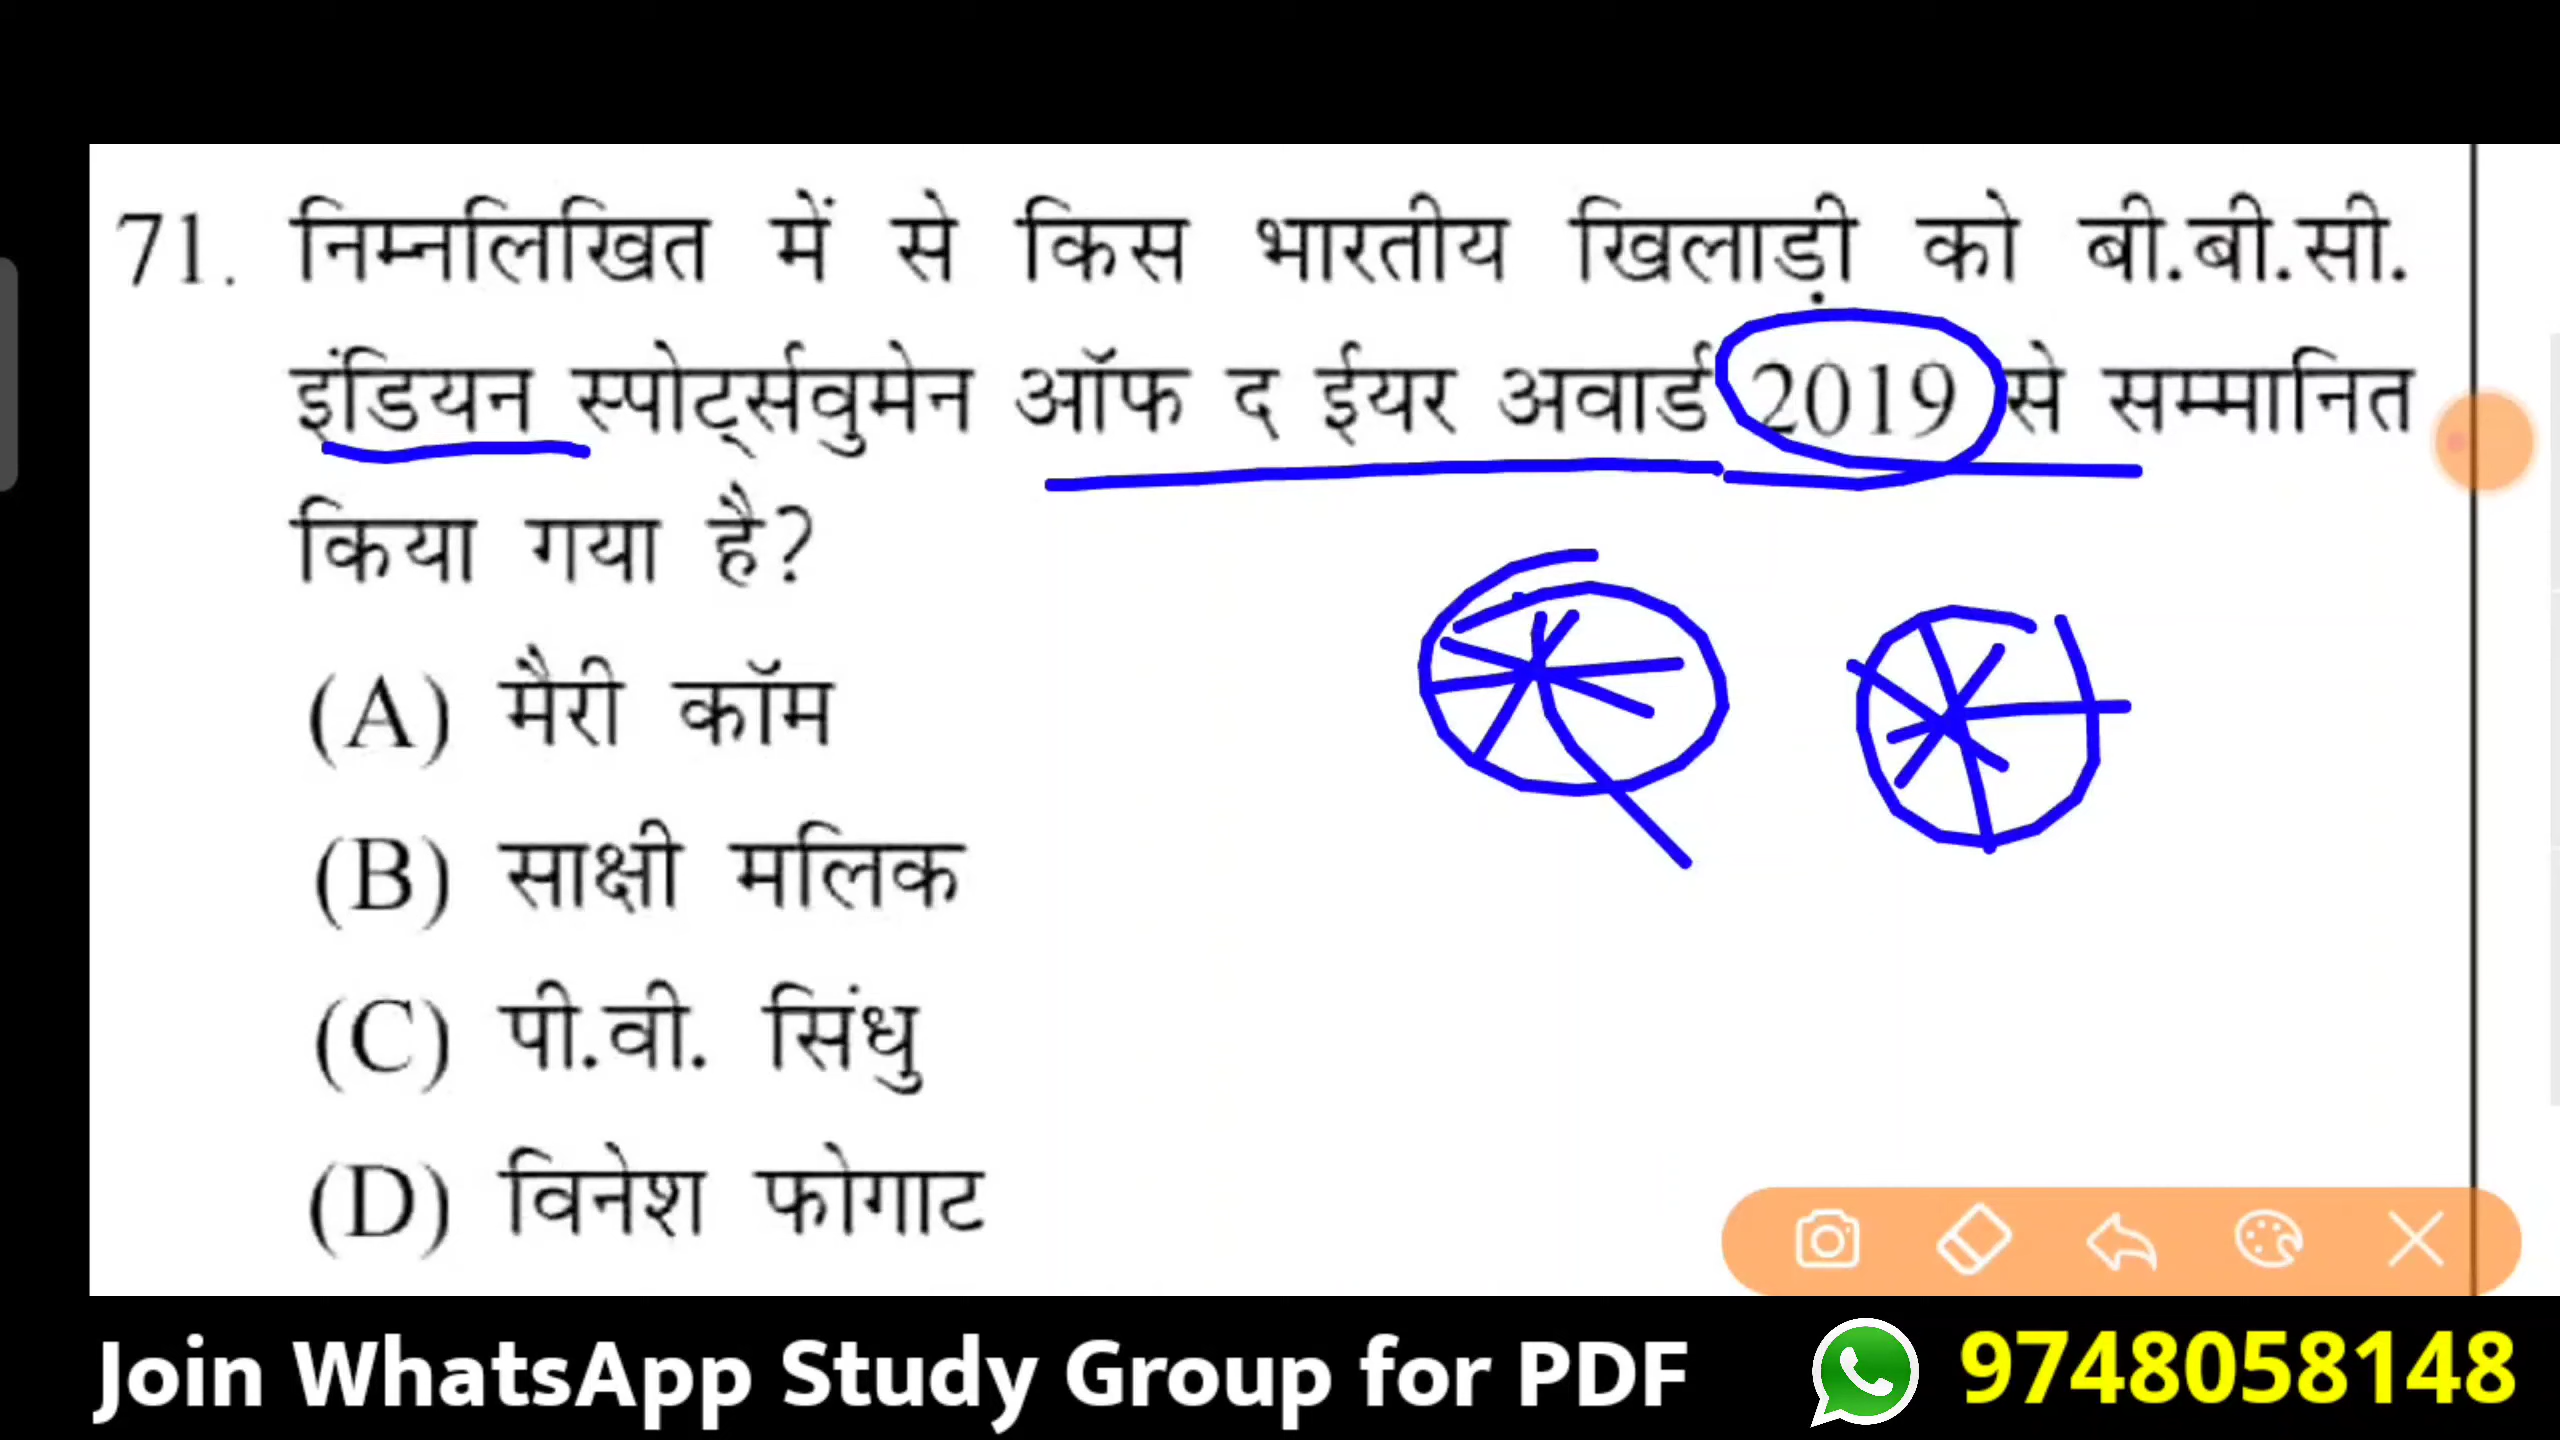 71. निम्नलिखित में से किस भारतीय खिलाड़ी को बी.बी.सी.
इंडियन स्पोर्ट्सवुमेन ऑफ द ईयर अवार्ड 2019 से सम्मानित
किया गया है?
(A) मैरी कॉम
(B) साक्षी मलिक
(C) पी.वी. सिंधु
(D) विनेश फोगाट
Join WhatsApp Study Group for PDF 9748058148